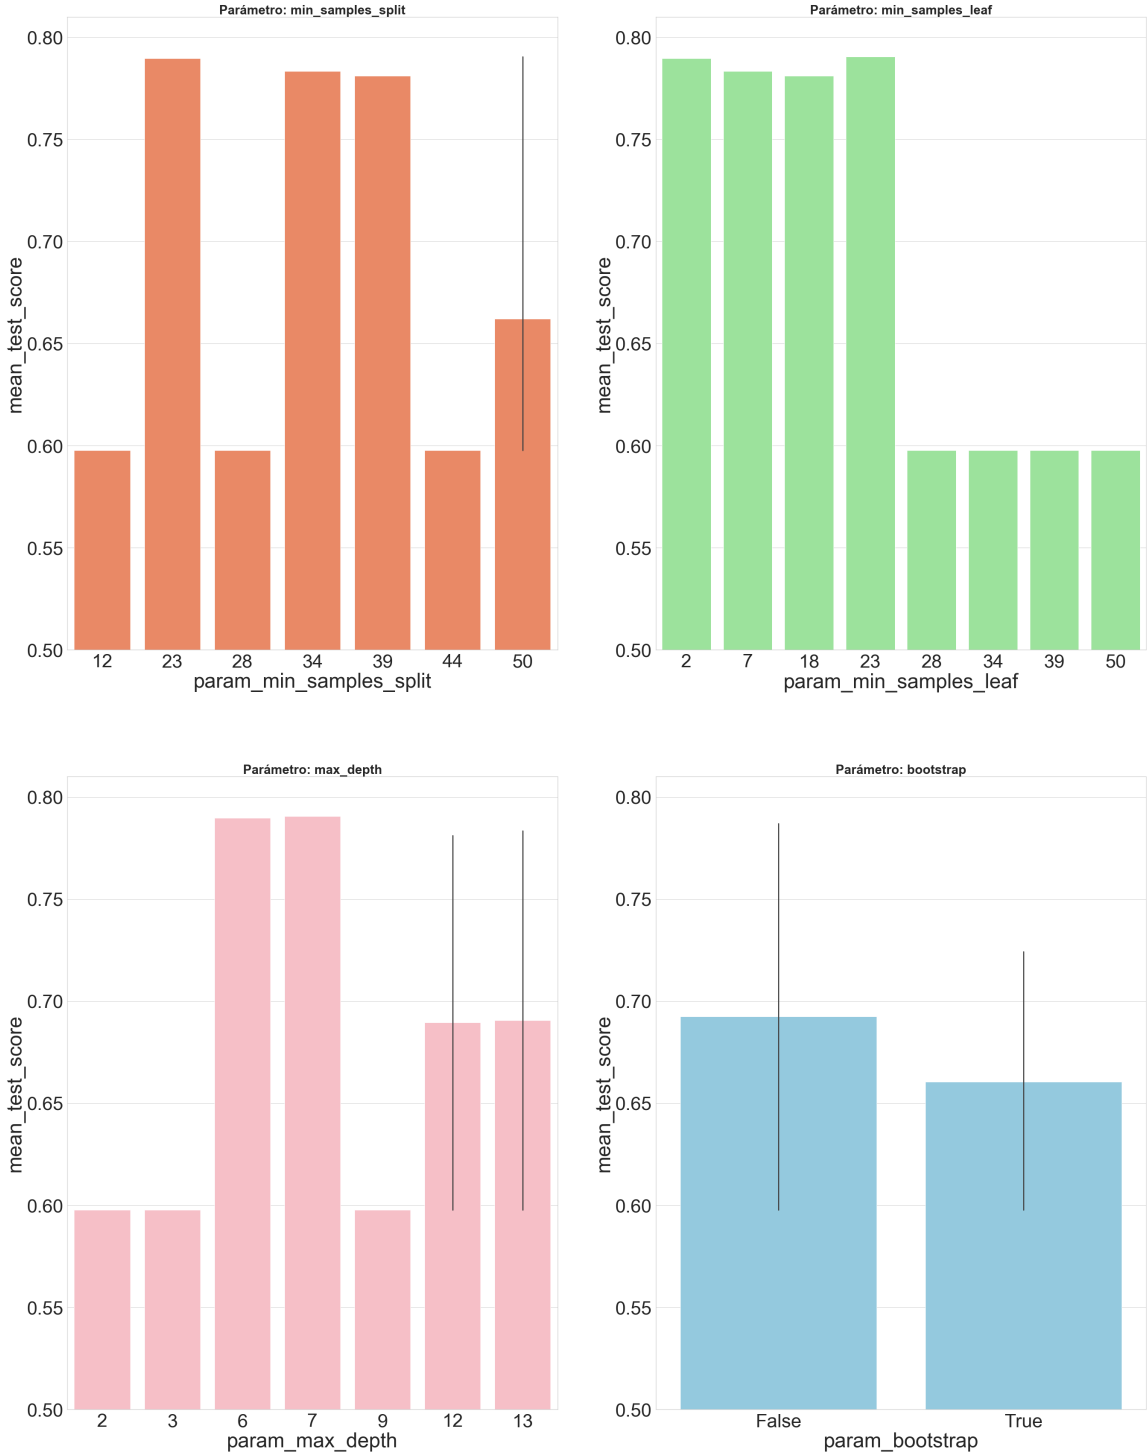 Parámetro: min_samples_split
0.80
0.75
0.70
0.65
0.60
0.55
0.50
mean_test_score
12 23 28 34 39 44 50
param_min_samples_split
Parámetro: min_samples_leaf
0.80
0.75
0.70
0.65
0.60
0.55
0.50
mean_test_score
2 7 18 23 28 34 39 50
param_min_samples_leaf
Parámetro: max_depth
0.80
0.75
0.70
0.65
0.60
0.55
0.50
mean_test_score
2 3 6 7 9 12 13
param_max_depth
Parámetro: bootstrap
0.80
0.75
0.70
0.65
0.60
0.55
0.50
mean_test_score
False True
param_bootstrap